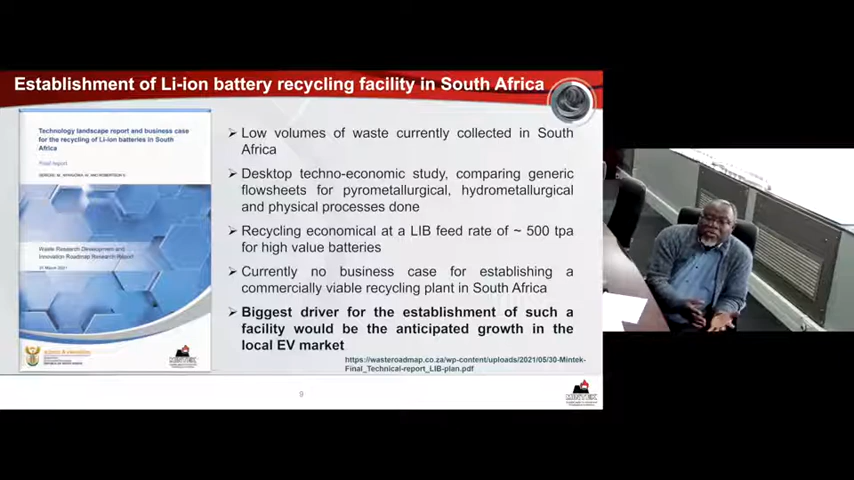 Establishment of Li-ion battery recycling facility in South Africa
Technology landscape report and business case
for the recycling of Li-ion batteries in South
Africa
Final report
Waste Research Development and
Innovation Roadmap Research Report
31 March 2021
➢ Low volumes of waste currently collected in South
Africa
➢ Desktop techno-economic study, comparing generic
flowsheets for pyrometallurgical, hydrometallurgical
and physical processes done
➢ Recycling economical at a LIB feed rate of ~ 500 tpa
for high value batteries
➢ Currently no business case for establishing a
commercially viable recycling plant in South Africa
➢ Biggest driver for the establishment of such a
facility would be the anticipated growth in the
local EV market
https://wasteroadmap.co.za/wp-content/uploads/2021/05/30-Mintek-
Final_Technical-report_LIB-plan.pdf
9
MINTEK